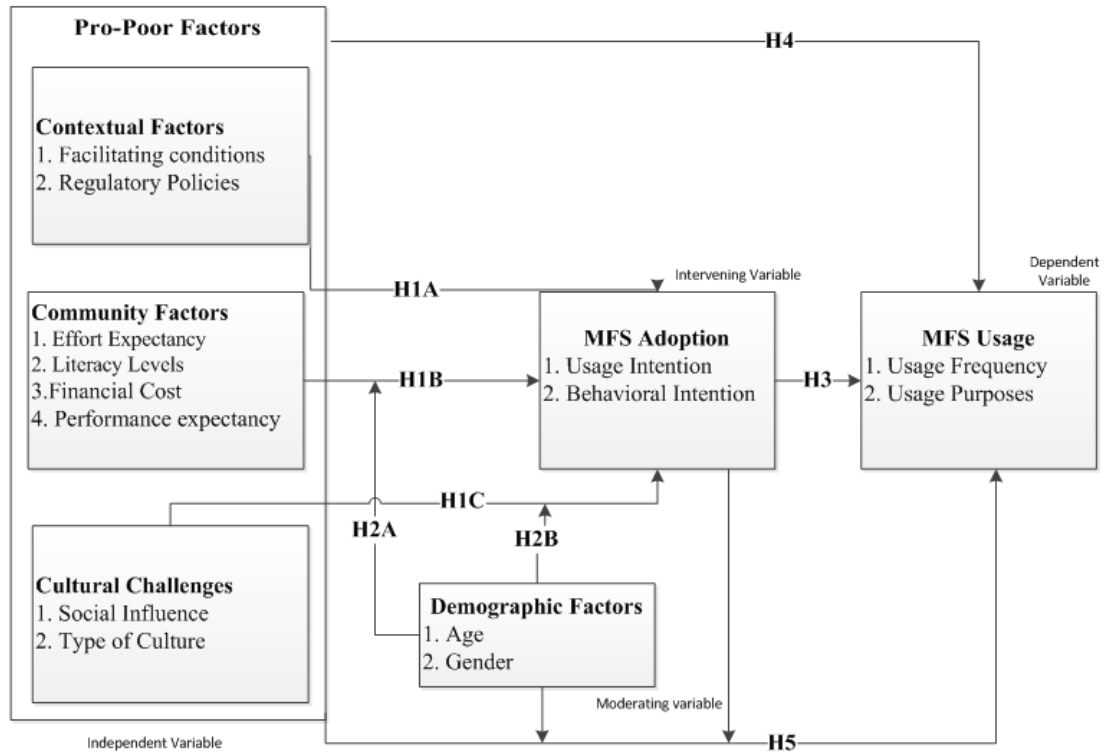 Pro-Poor Factors
H4
Contextual Factors
1. Facilitating conditions
2. Regulatory Policies
H1A
Intervening Variable
Dependent
Variable
Community Factors
1. Effort Expectancy
2. Literacy Levels
3.Financial Cost
4. Performance expectancy
H1B
MFS Adoption
1. Usage Intention
2. Behavioral Intention
H3
MFS Usage
1. Usage Frequency
2. Usage Purposes
H1C
H2A
H2B
Cultural Challenges
1. Social Influence
2. Type of Culture
Demographic Factors
1. Age
2. Gender
Moderating variable
Independent Variable
H5